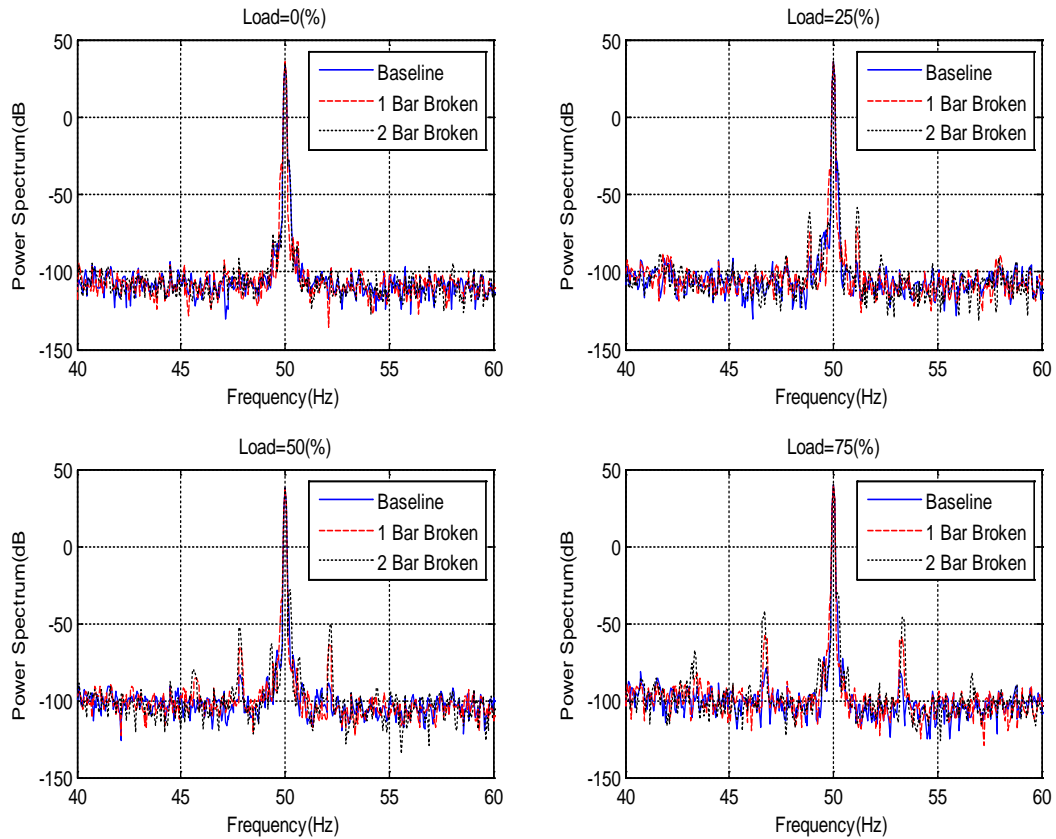 Load=0(%)
50
0
-50
-100
-150
40
45
50
55
60
Power Spectrum(dB
Frequency(Hz)
Baseline
1 Bar Broken
2 Bar Broken
Load=25(%)
50
0
-50
-100
-150
40
45
50
55
60
Power Spectrum(dB
Frequency(Hz)
Baseline
1 Bar Broken
2 Bar Broken
Load=50(%)
50
0
-50
-100
-150
40
45
50
55
60
Power Spectrum(dB
Frequency(Hz)
Baseline
1 Bar Broken
2 Bar Broken
Load=75(%)
50
0
-50
-100
-150
40
45
50
55
60
Power Spectrum(dB
Frequency(Hz)
Baseline
1 Bar Broken
2 Bar Broken